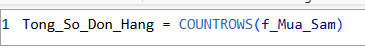 1 Tong_So_Don_Hang = COUNTROWS(f_Mua_Sam)